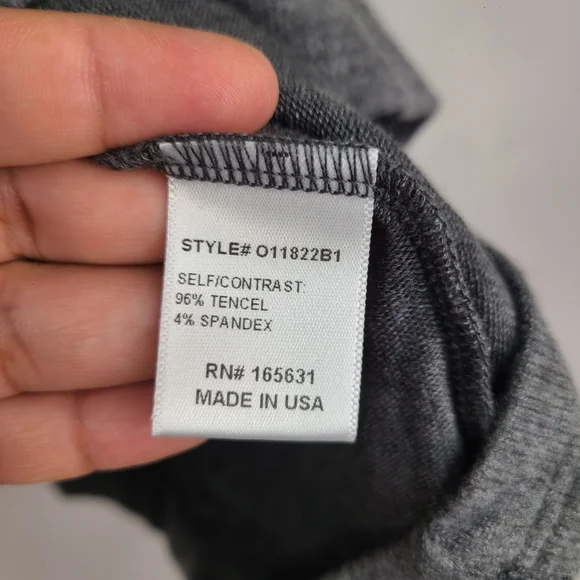 STYLE# O11822B1
SELF/CONTRAST:
96% TENCEL
4% SPANDEX
RN# 165631
MADE IN USA